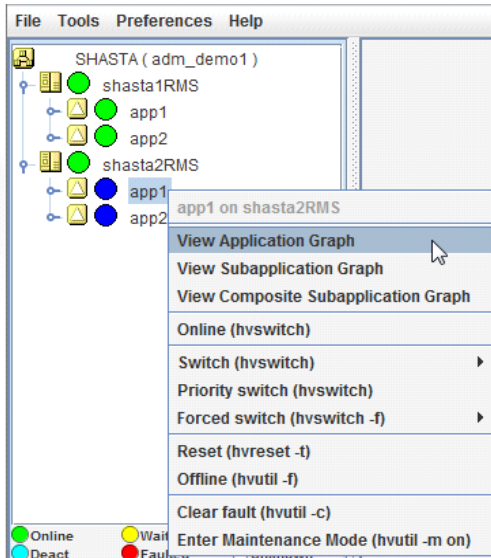 File Tools Preferences Help
SHASTA ( adm_demo1 )
shasta1RMS
app1
app2
shasta2RMS
app1
app2
app1 on shasta2RMS
View Application Graph
View Subapplication Graph
View Composite Subapplication Graph
Online (hvswitch)
Switch (hvswitch)
Priority switch (hvswitch)
Forced switch (hvswitch -f)
Reset (hvreset -t)
Offline (hvutil -f)
Clear fault (hvutil -c)
Enter Maintenance Mode (hvutil -m on)
Online Wait
Deact